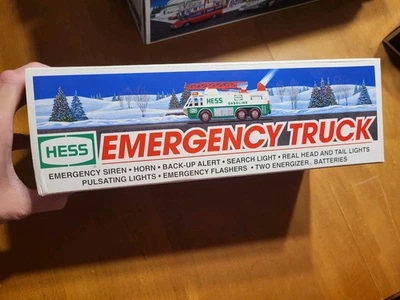 HESS
GASOLINE
HESS
EMERGENCY TRUCK
EMERGENCY SIREN • HORN • BACK-UP ALERT • SEARCH LIGHT • REAL HEAD AND TAIL LIGHTS
PULSATING LIGHTS • EMERGENCY FLASHERS • TWO ENERGIZER® BATTERIES